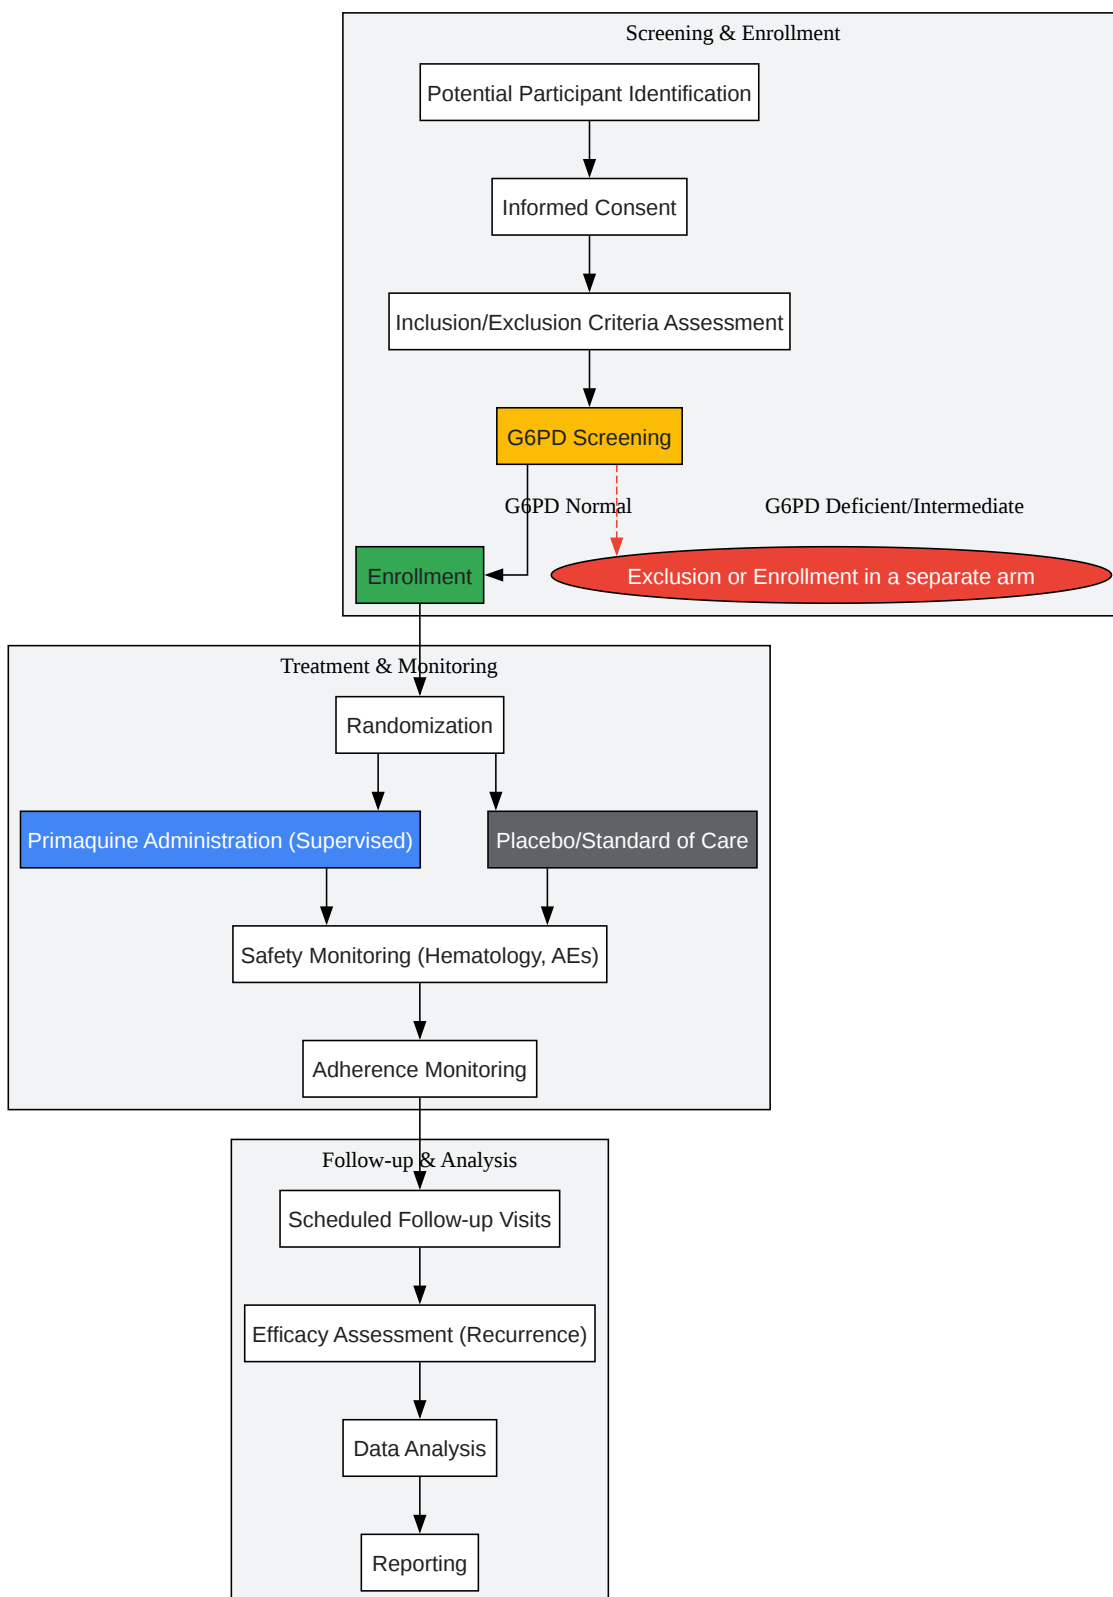 Screening & Enrollment
Potential Participant Identification
Informed Consent
Inclusion/Exclusion Criteria Assessment
G6PD Screening
G6PD Normal
G6PD Deficient/Intermediate
Enrollment
Exclusion or Enrollment in a separate arm
Treatment & Monitoring
Randomization
Primaquine Administration (Supervised)
Placebo/Standard of Care
Safety Monitoring (Hematology, AEs)
Adherence Monitoring
Follow-up & Analysis
Scheduled Follow-up Visits
Efficacy Assessment (Recurrence)
Data Analysis
Reporting